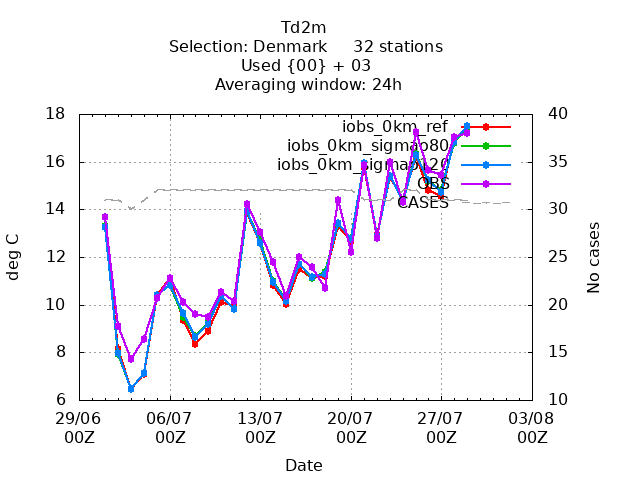 Td2m
Selection: Denmark 32 stations
Used {00} + 03
Averaging window: 24h
18 40
iobs_0km_ref
iobs_0km_sigmao80
16 35
iobs_0km_sigmao120
OBS
14 30
CASES
12 25
deg C No cases
10 20
8 15
6 10
29/06 06/07 13/07 20/07 27/07 03/08
00Z 00Z 00Z 00Z 00Z 00Z
Date